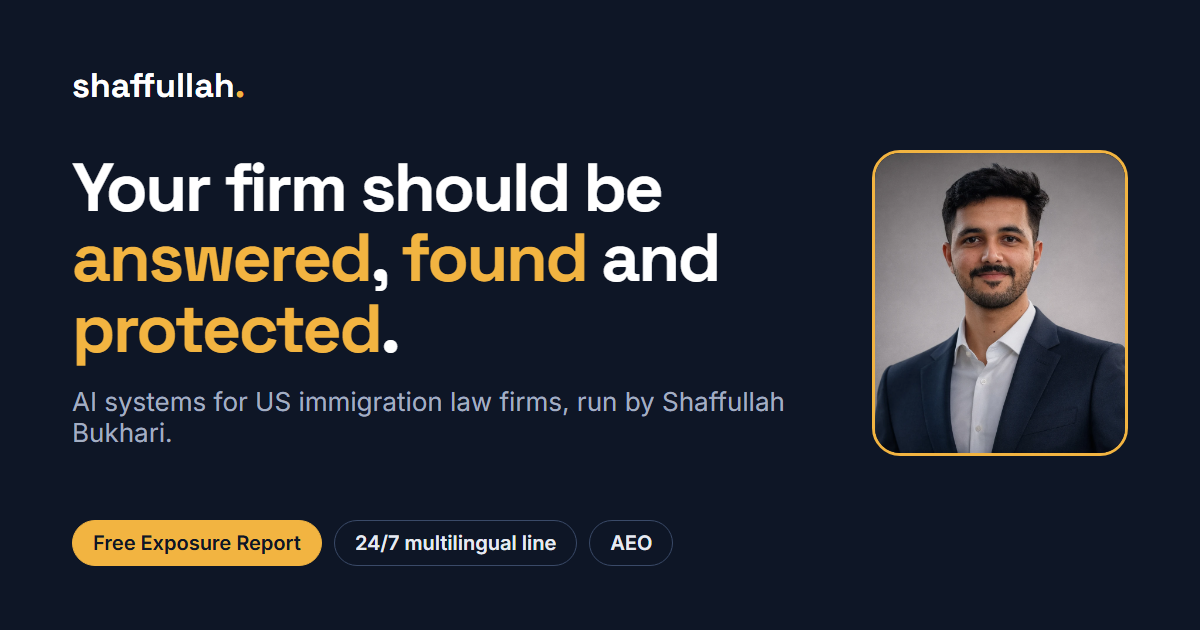 shaffullah.
Your firm should be
answered, found and
protected.
AI systems for US immigration law firms, run by Shaffullah
Bukhari.
Free Exposure Report
24/7 multilingual line
AEO